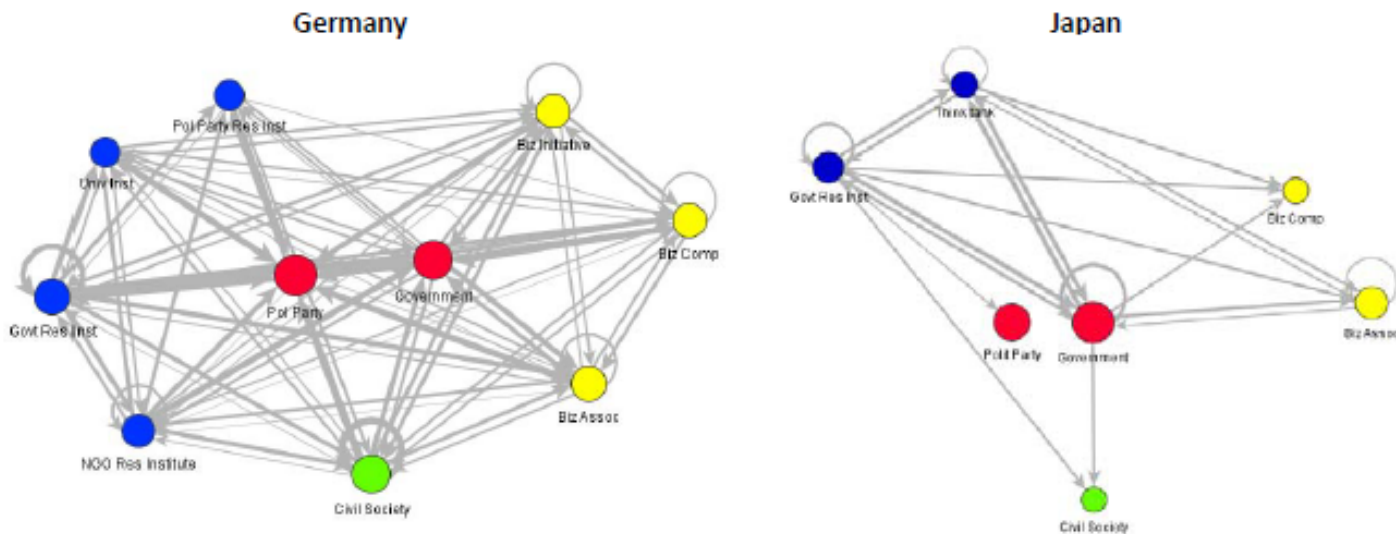 Germany
Japan
Pol Party Res Inst
Univ Inst
Biz Initiative
Biz Comp
Government
Pol Party
Govt Res Inst
Biz Assoc
NGO Res Institute
Civil Society
Think tank
Govt Res Inst
Biz Comp
Polit Party
Government
Biz Assoc
Civil Society